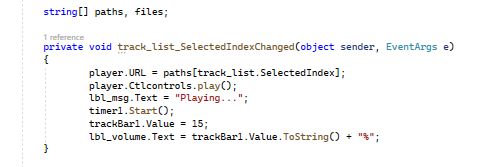 string[] paths, files;
1 reference
private void track_list_SelectedIndexChanged(object sender, EventArgs e)
{
player.URL = paths[track_list.SelectedIndex];
player.Ctlcontrols.play();
lbl_msg.Text = "Playing...";
timer1.Start();
trackBar1.Value = 15;
lbl_volume.Text = trackBar1.Value.ToString() + "%";
}